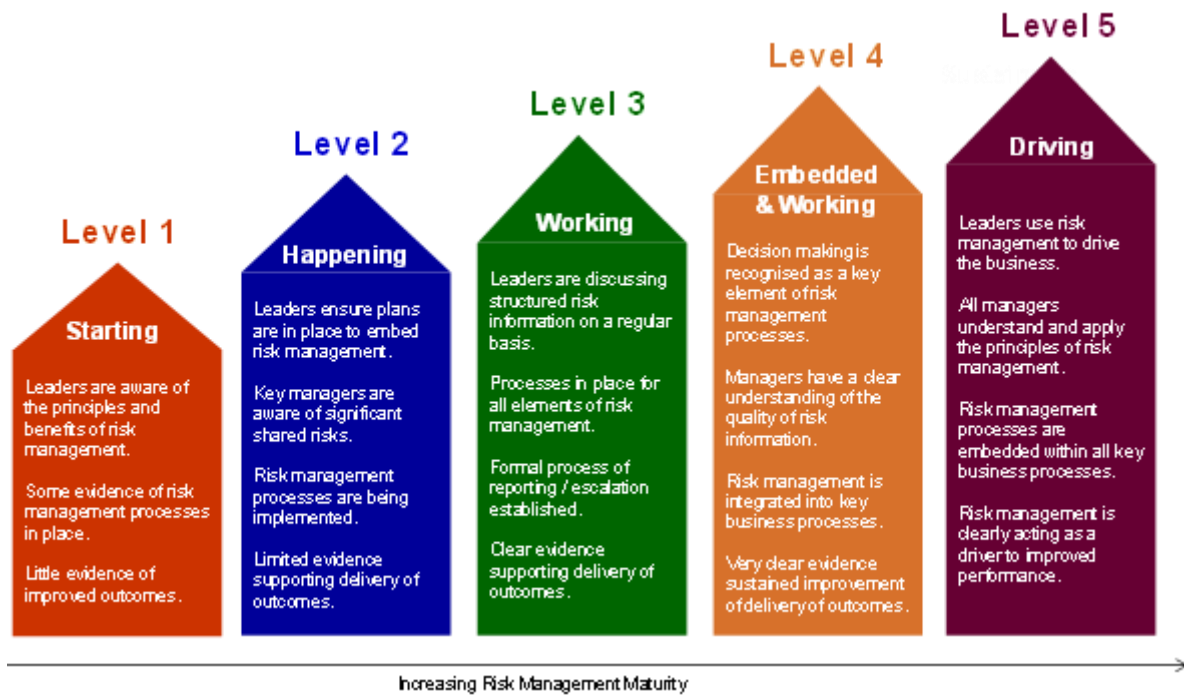 Level 1
Starting
Leaders are aware of
the principles and
benefits of risk
management.
Some evidence of risk
management processes
in place.
Little evidence of
improved outcomes.
Level 2
Happening
Leaders ensure plans
are in place to embed
risk management.
Key managers are
aware of significant
shared risks.
Risk management
processes are being
implemented.
Limited evidence
supporting delivery of
outcomes.
Level 3
Working
Leaders are discussing
structured risk
information on a regular
basis.
Processes in place for
all elements of risk
management.
Formal process of
reporting / escalation
established.
Clear evidence
supporting delivery of
outcomes.
Level 4
Embedded
& Working
Decision making is
recognised as a key
element of risk
management
processes.
Managers have a clear
understanding of the
quality of risk
information.
Risk management is
integrated into key
business processes.
Very clear evidence
sustained improvement
of delivery of outcomes.
Level 5
Driving
Leaders use risk
management to drive
the business.
All managers
understand and apply
the principles of risk
management.
Risk management
processes are
embedded within all key
business processes.
Risk management is
clearly acting as a
driver to improved
performance.
Increasing Risk Management Maturity